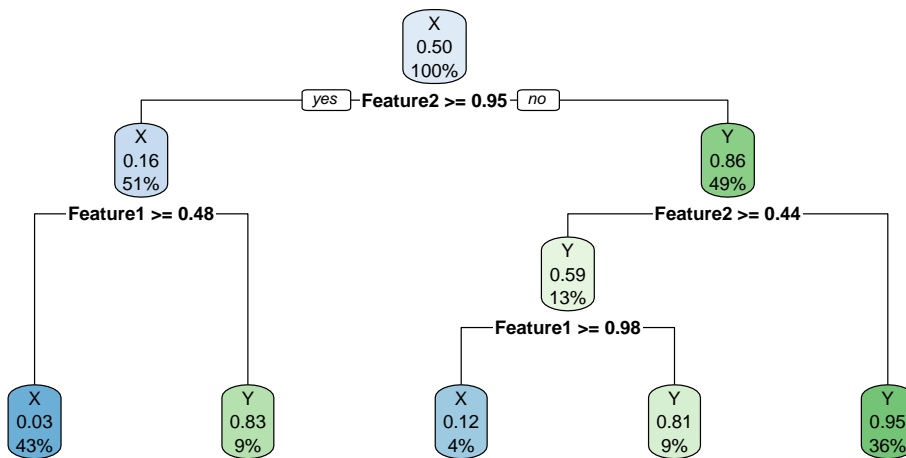 X
0.50
100%
yes
Feature2 >= 0.95
no
X
0.16
51%
Y
0.86
49%
Feature1 >= 0.48
Feature2 >= 0.44
Y
0.59
13%
Feature1 >= 0.98
X
0.03
43%
Y
0.83
9%
X
0.12
4%
Y
0.81
9%
Y
0.95
36%